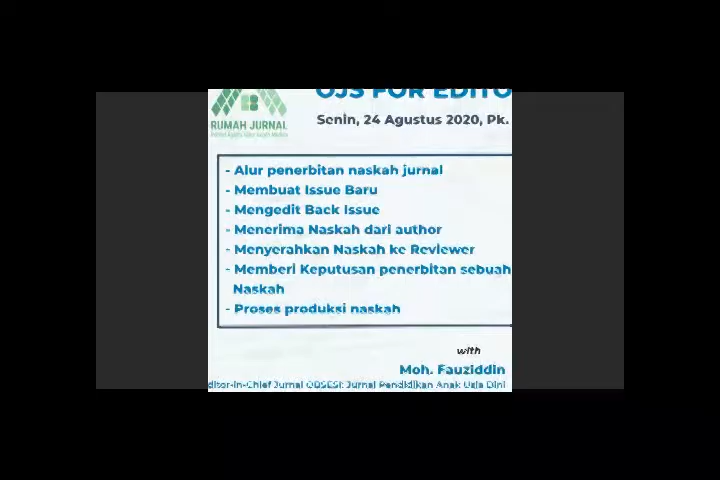 OJS FOR EDITO
RUMAH JURNAL
Senin, 24 Agustus 2020, Pk.
- Alur penerbitan naskah jurnal
- Membuat Issue Baru
- Mengedit Back Issue
- Menerima Naskah dari author
- Menyerahkan Naskah ke Reviewer
- Memberi Keputusan penerbitan sebuah
Naskah
- Proses produksi naskah
with
Moh. Fauziddin
ditor-in-Chief Jurnal OBSESI: Jurnal Pendidikan Anak Usia Dini